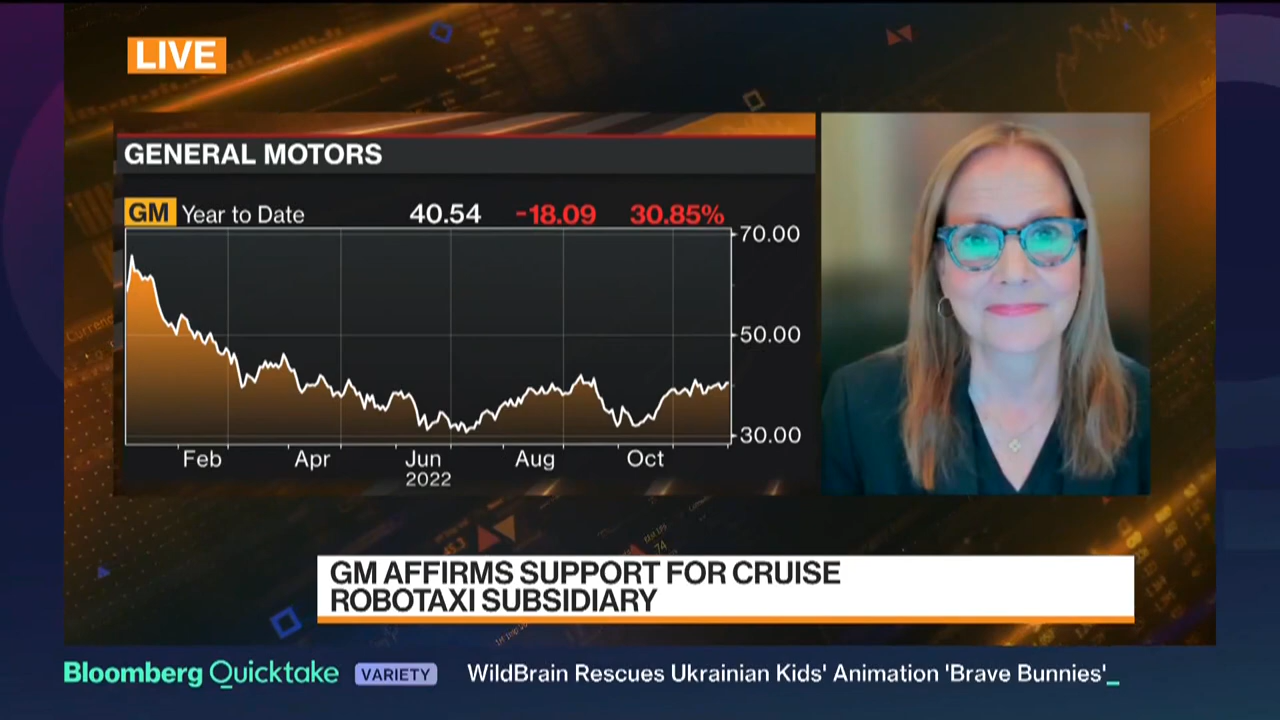 LIVE
GENERAL MOTORS
GM Year to Date 40.54 -18.09 30.85%
70.00
50.00
30.00
Feb Apr Jun Aug Oct
2022
GM AFFIRMS SUPPORT FOR CRUISE
ROBOTAXI SUBSIDIARY
Bloomberg Quicktake VARIETY WildBrain Rescues Ukrainian Kids' Animation 'Brave Bunnies'_